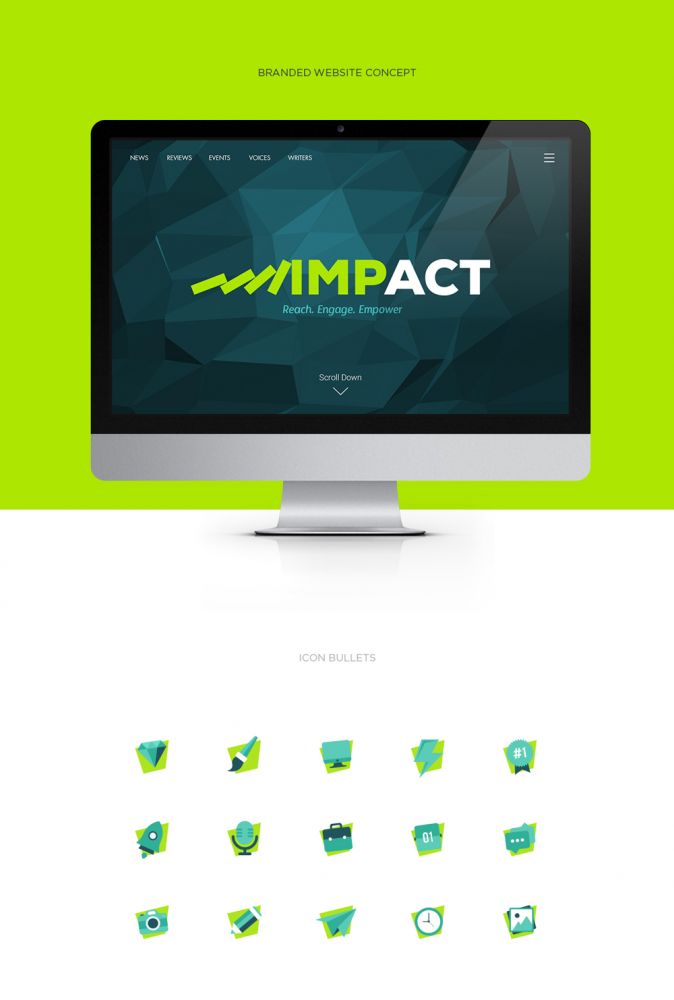 BRANDED WEBSITE CONCEPT
NEWS REVIEWS EVENTS VOICES WRITERS
IMPACT
Reach. Engage. Empower
Scroll Down
ICON BULLETS
#1
01